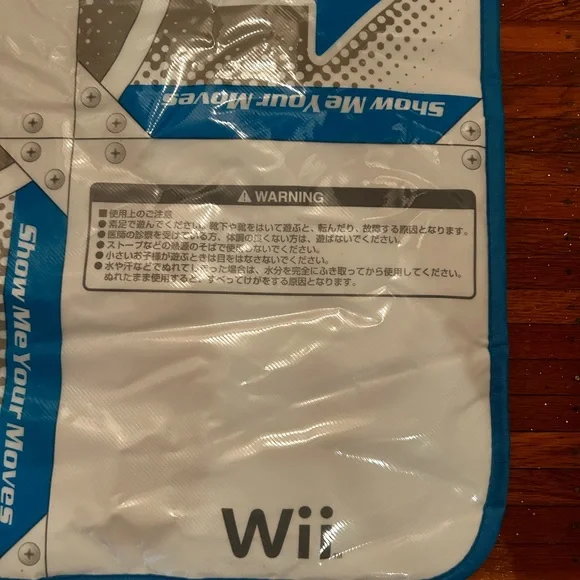 Show Me Your Moves
⚠ WARNING
■使用上のご注意
●素足で遊んでください。靴下や靴をはいて遊ぶと、転んだり、故障する原因となります。
●医師の診察を受けている方、体調の良くない方は、遊ばないでください。
●ストーブなどの熱源のそばで使わないでください。
●小さいお子様が遊ぶときは目をはなさないでください。
●水や汗などでぬれてしまった場合は、水分を完全にふき取ってから使用してください。
ぬれたまま使用すると、すべってけがをする原因となります。
Show Me Your Moves
Wii